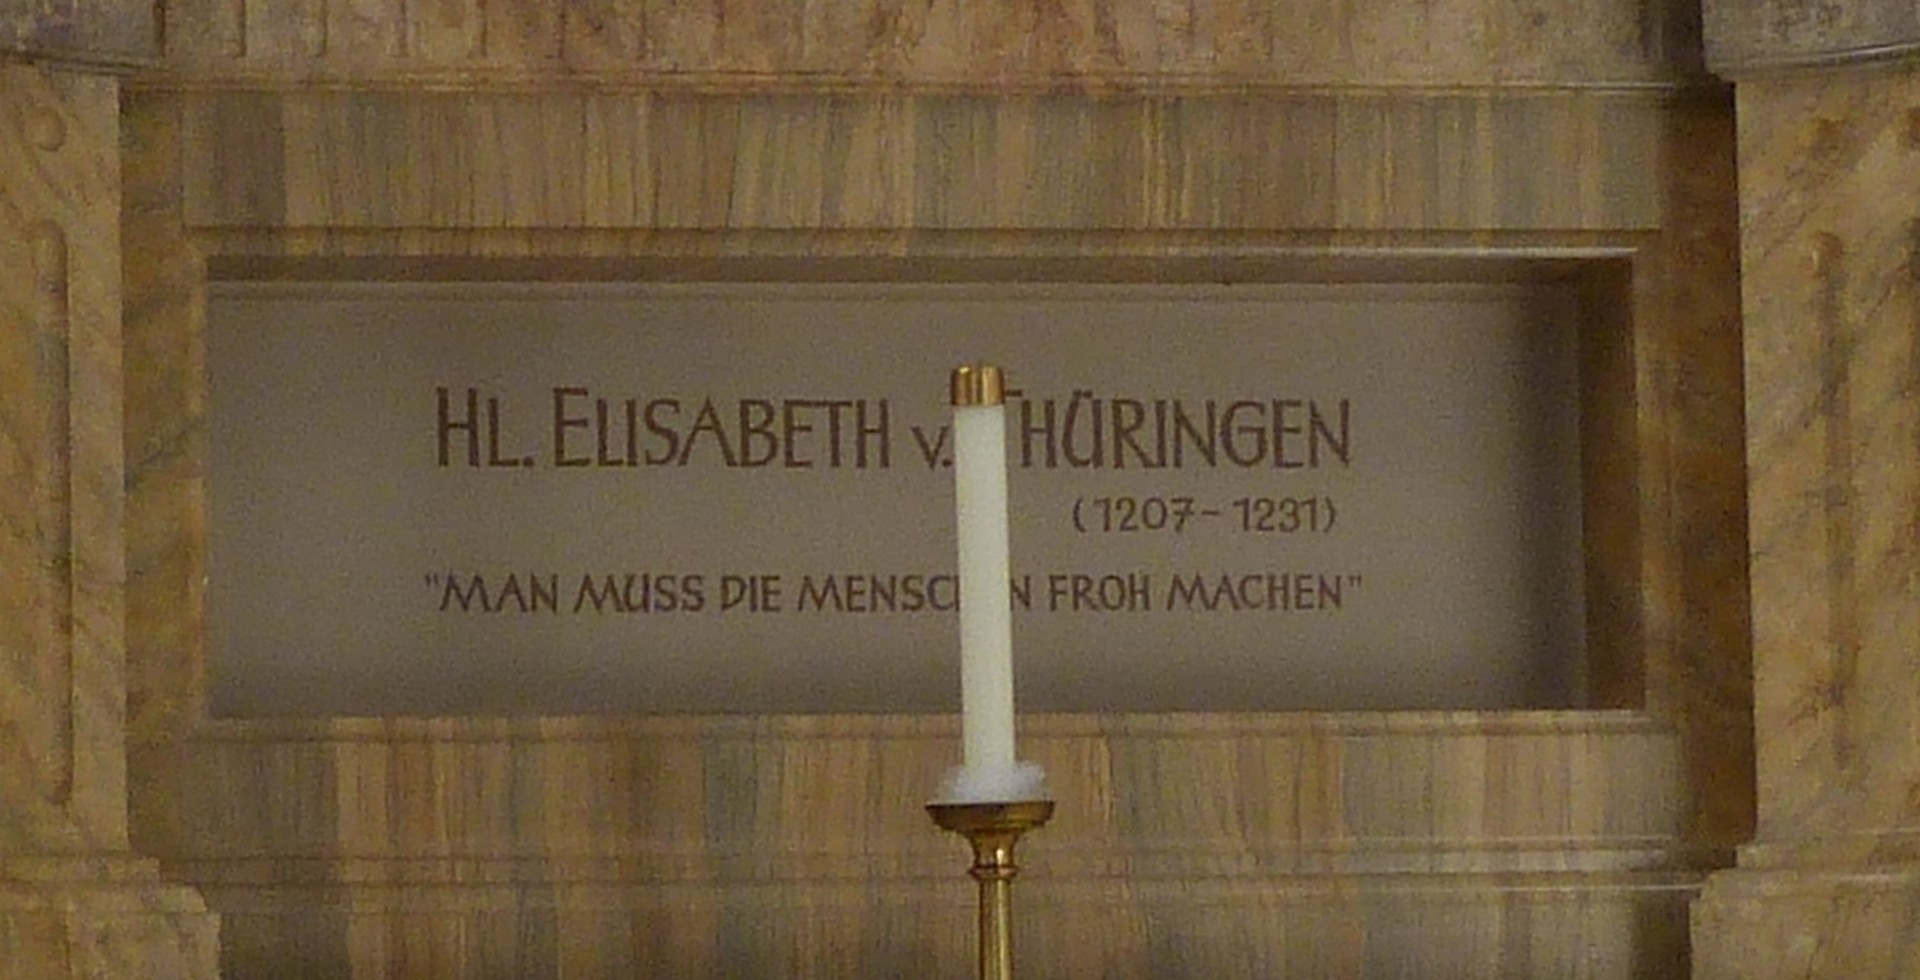 HL. ELISABETH v. THÜRINGEN
(1207-1231)
"MAN MUSS DIE MENSCHEN FROH MACHEN"